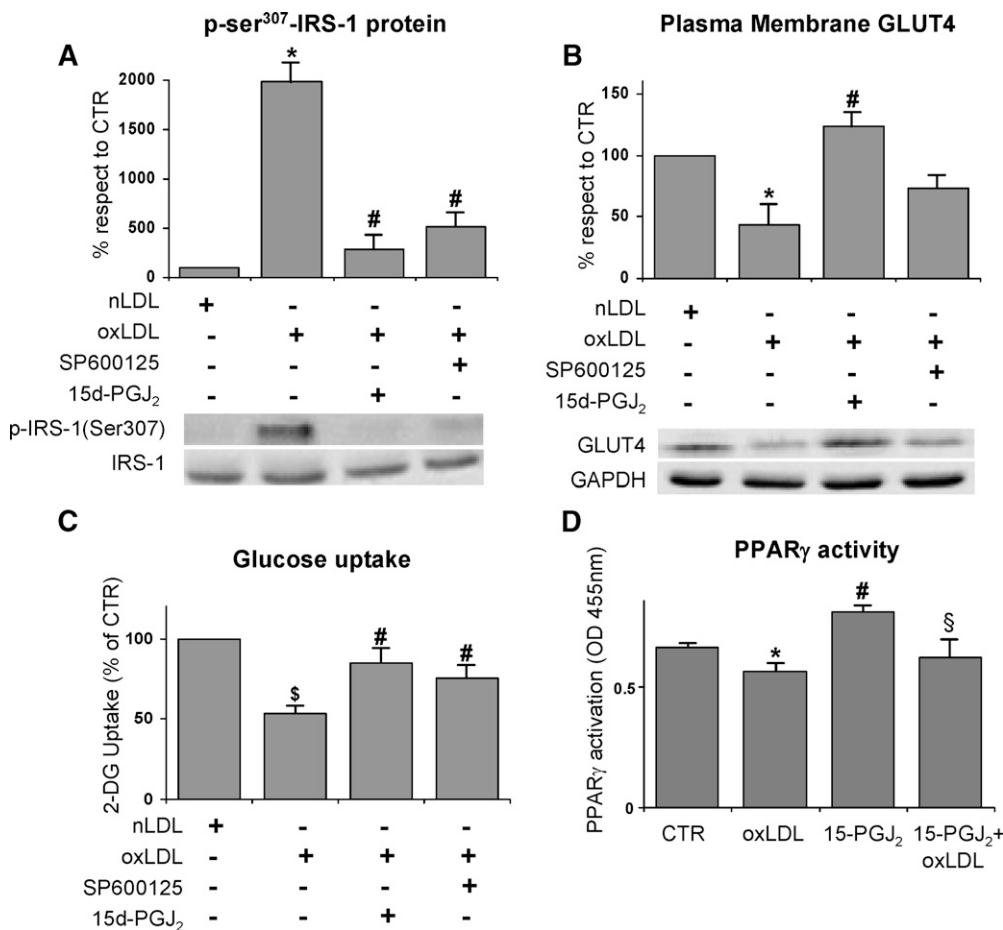 p-ser³⁰⁷-IRS-1 protein
A
% respect to CTR
2000
1500
1000
500
0
*
#
#
nLDL + - - -
oxLDL - + + +
SP600125 - - - +
15d-PGJ₂ - - + -
p-IRS-1(Ser307)
IRS-1
Plasma Membrane GLUT4
B
% respect to CTR
150
100
50
0
*
#
nLDL + - - -
oxLDL - + + +
SP600125 - - - +
15d-PGJ₂ - - + -
GLUT4
GAPDH
C
Glucose uptake
2-DG Uptake (% of CTR)
100
50
0
$
#
#
nLDL + - - -
oxLDL - + + +
SP600125 - - - +
15d-PGJ₂ - - + -
D
PPARγ activity
PPARγ activation (OD 455nm)
0.5
0
*
#
§
CTR oxLDL 15-PGJ₂ 15-PGJ₂+
oxLDL